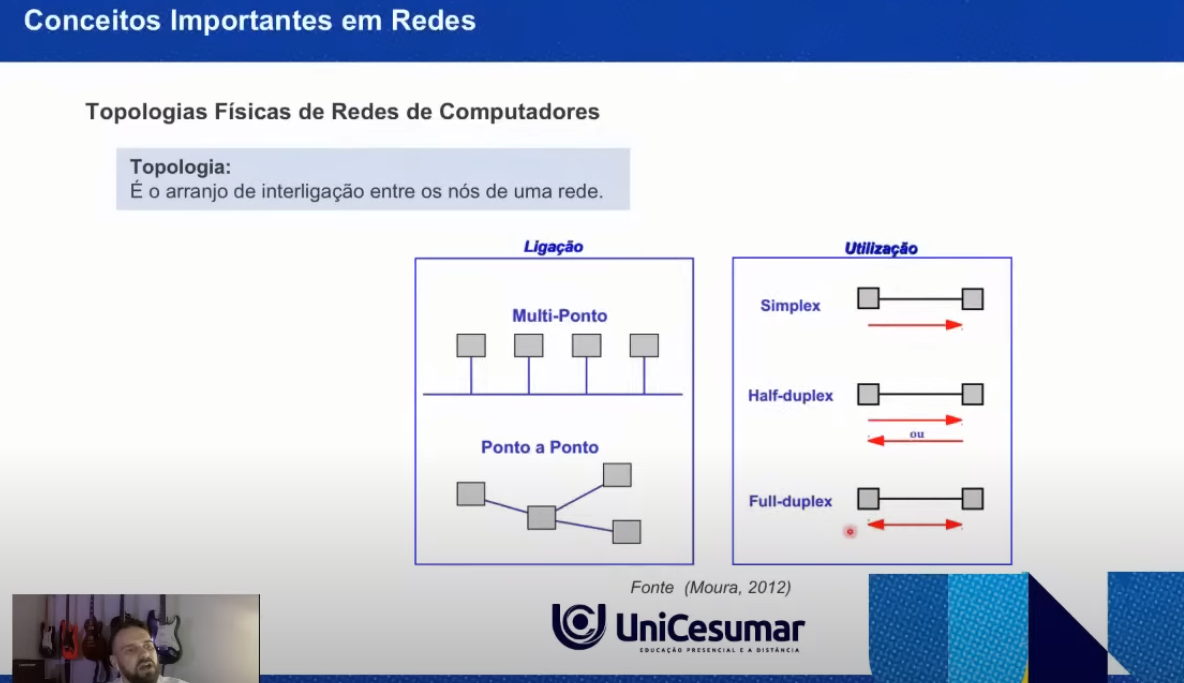 Conceitos Importantes em Redes
Topologias Físicas de Redes de Computadores
Topologia:
É o arranjo de interligação entre os nós de uma rede.
Ligação
Multi-Ponto
Ponto a Ponto
Utilização
Simplex
Half-duplex
ou
Full-duplex
Fonte (Moura, 2012)
UniCesumar
EDUCAÇÃO PRESENCIAL E A DISTÂNCIA